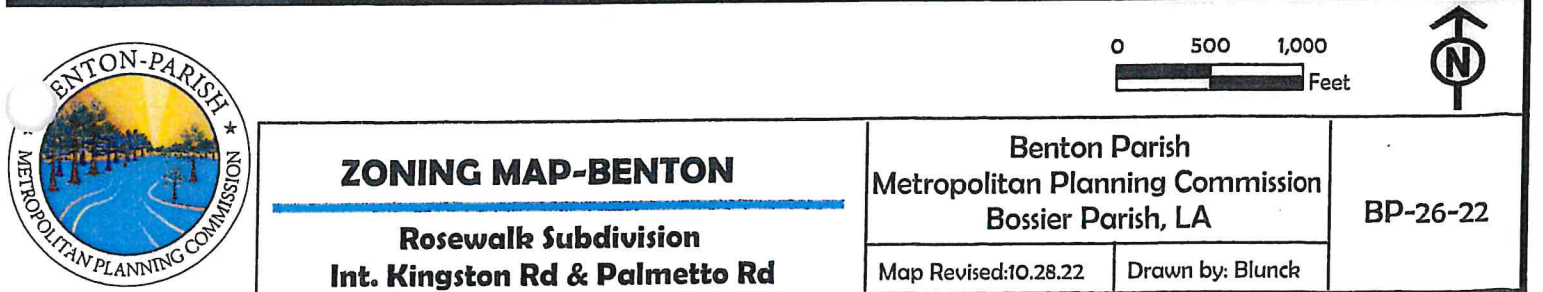 BENTON-PARISH
METROPOLITAN PLANNING COMMISSION
0 500 1,000
Feet
N
ZONING MAP-BENTON
Rosewalk Subdivision
Int. Kingston Rd & Palmetto Rd
Benton Parish
Metropolitan Planning Commission
Bossier Parish, LA
Map Revised:10.28.22
Drawn by: Blunck
BP-26-22